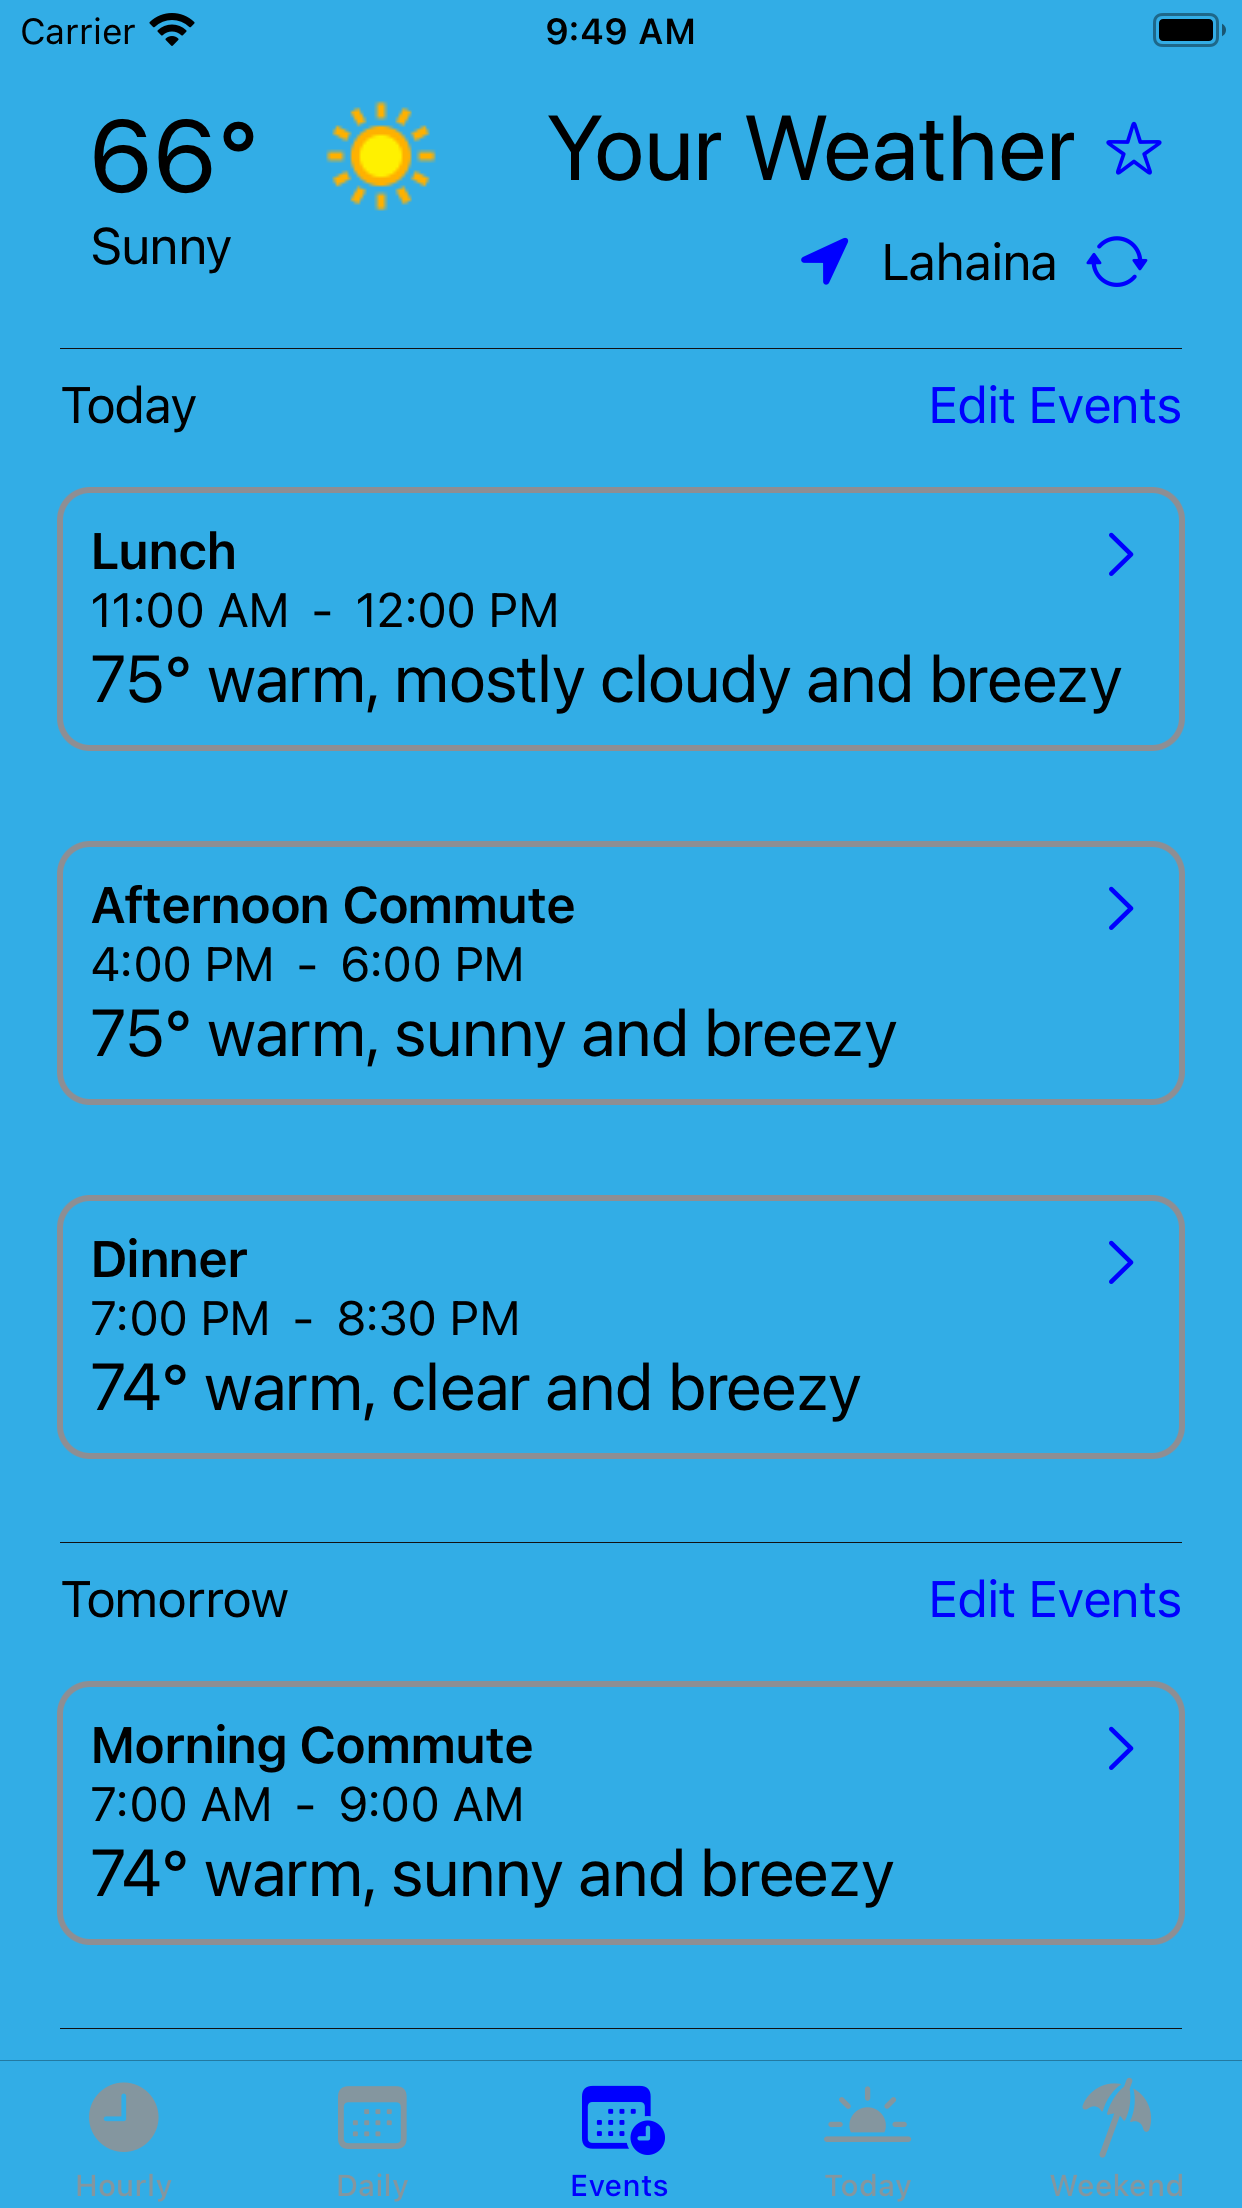 Carrier 9:49 AM
66° Your Weather
Sunny
Lahaina
Today Edit Events
Lunch
11:00 AM - 12:00 PM
75° warm, mostly cloudy and breezy
Afternoon Commute
4:00 PM - 6:00 PM
75° warm, sunny and breezy
Dinner
7:00 PM - 8:30 PM
74° warm, clear and breezy
Tomorrow Edit Events
Morning Commute
7:00 AM - 9:00 AM
74° warm, sunny and breezy
Hourly Daily Events Today Weekend